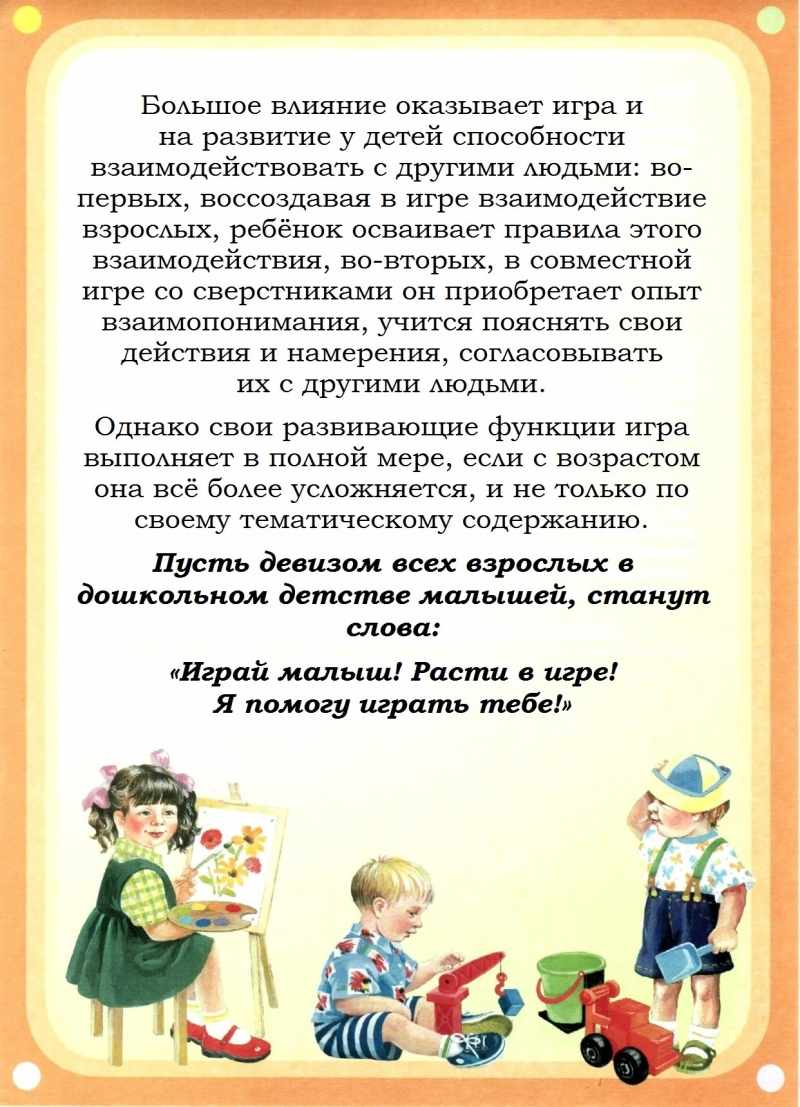 Большое влияние оказывает игра и
на развитие у детей способности
взаимодействовать с другими людьми: во-
первых, воссоздавая в игре взаимодействие
взрослых, ребёнок осваивает правила этого
взаимодействия, во-вторых, в совместной
игре со сверстниками он приобретает опыт
взаимопонимания, учится пояснять свои
действия и намерения, согласовывать
их с другими людьми.
Однако свои развивающие функции игра
выполняет в полной мере, если с возрастом
она всё более усложняется, и не только по
своему тематическому содержанию.
Пусть девизом всех взрослых в
дошкольном детстве малышей, станут
слова:
«Играй малыш! Расти в игре!
Я помогу играть тебе!»